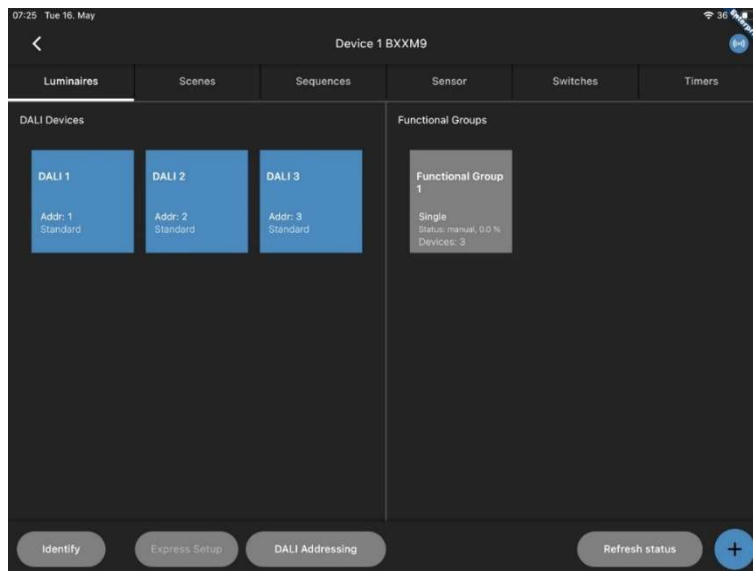 07:25 Tue 16. May
36
Device 1 BXXM9
Luminaires
Scenes
Sequences
Sensor
Switches
Timers
DALI Devices
DALI 1
Addr: 1
Standard
DALI 2
Addr: 2
Standard
DALI 3
Addr: 3
Standard
Functional Groups
Functional Group
1
Single
Status: manual, 0.0 %
Devices: 3
Identify
Express Setup
DALI Addressing
Refresh status
+